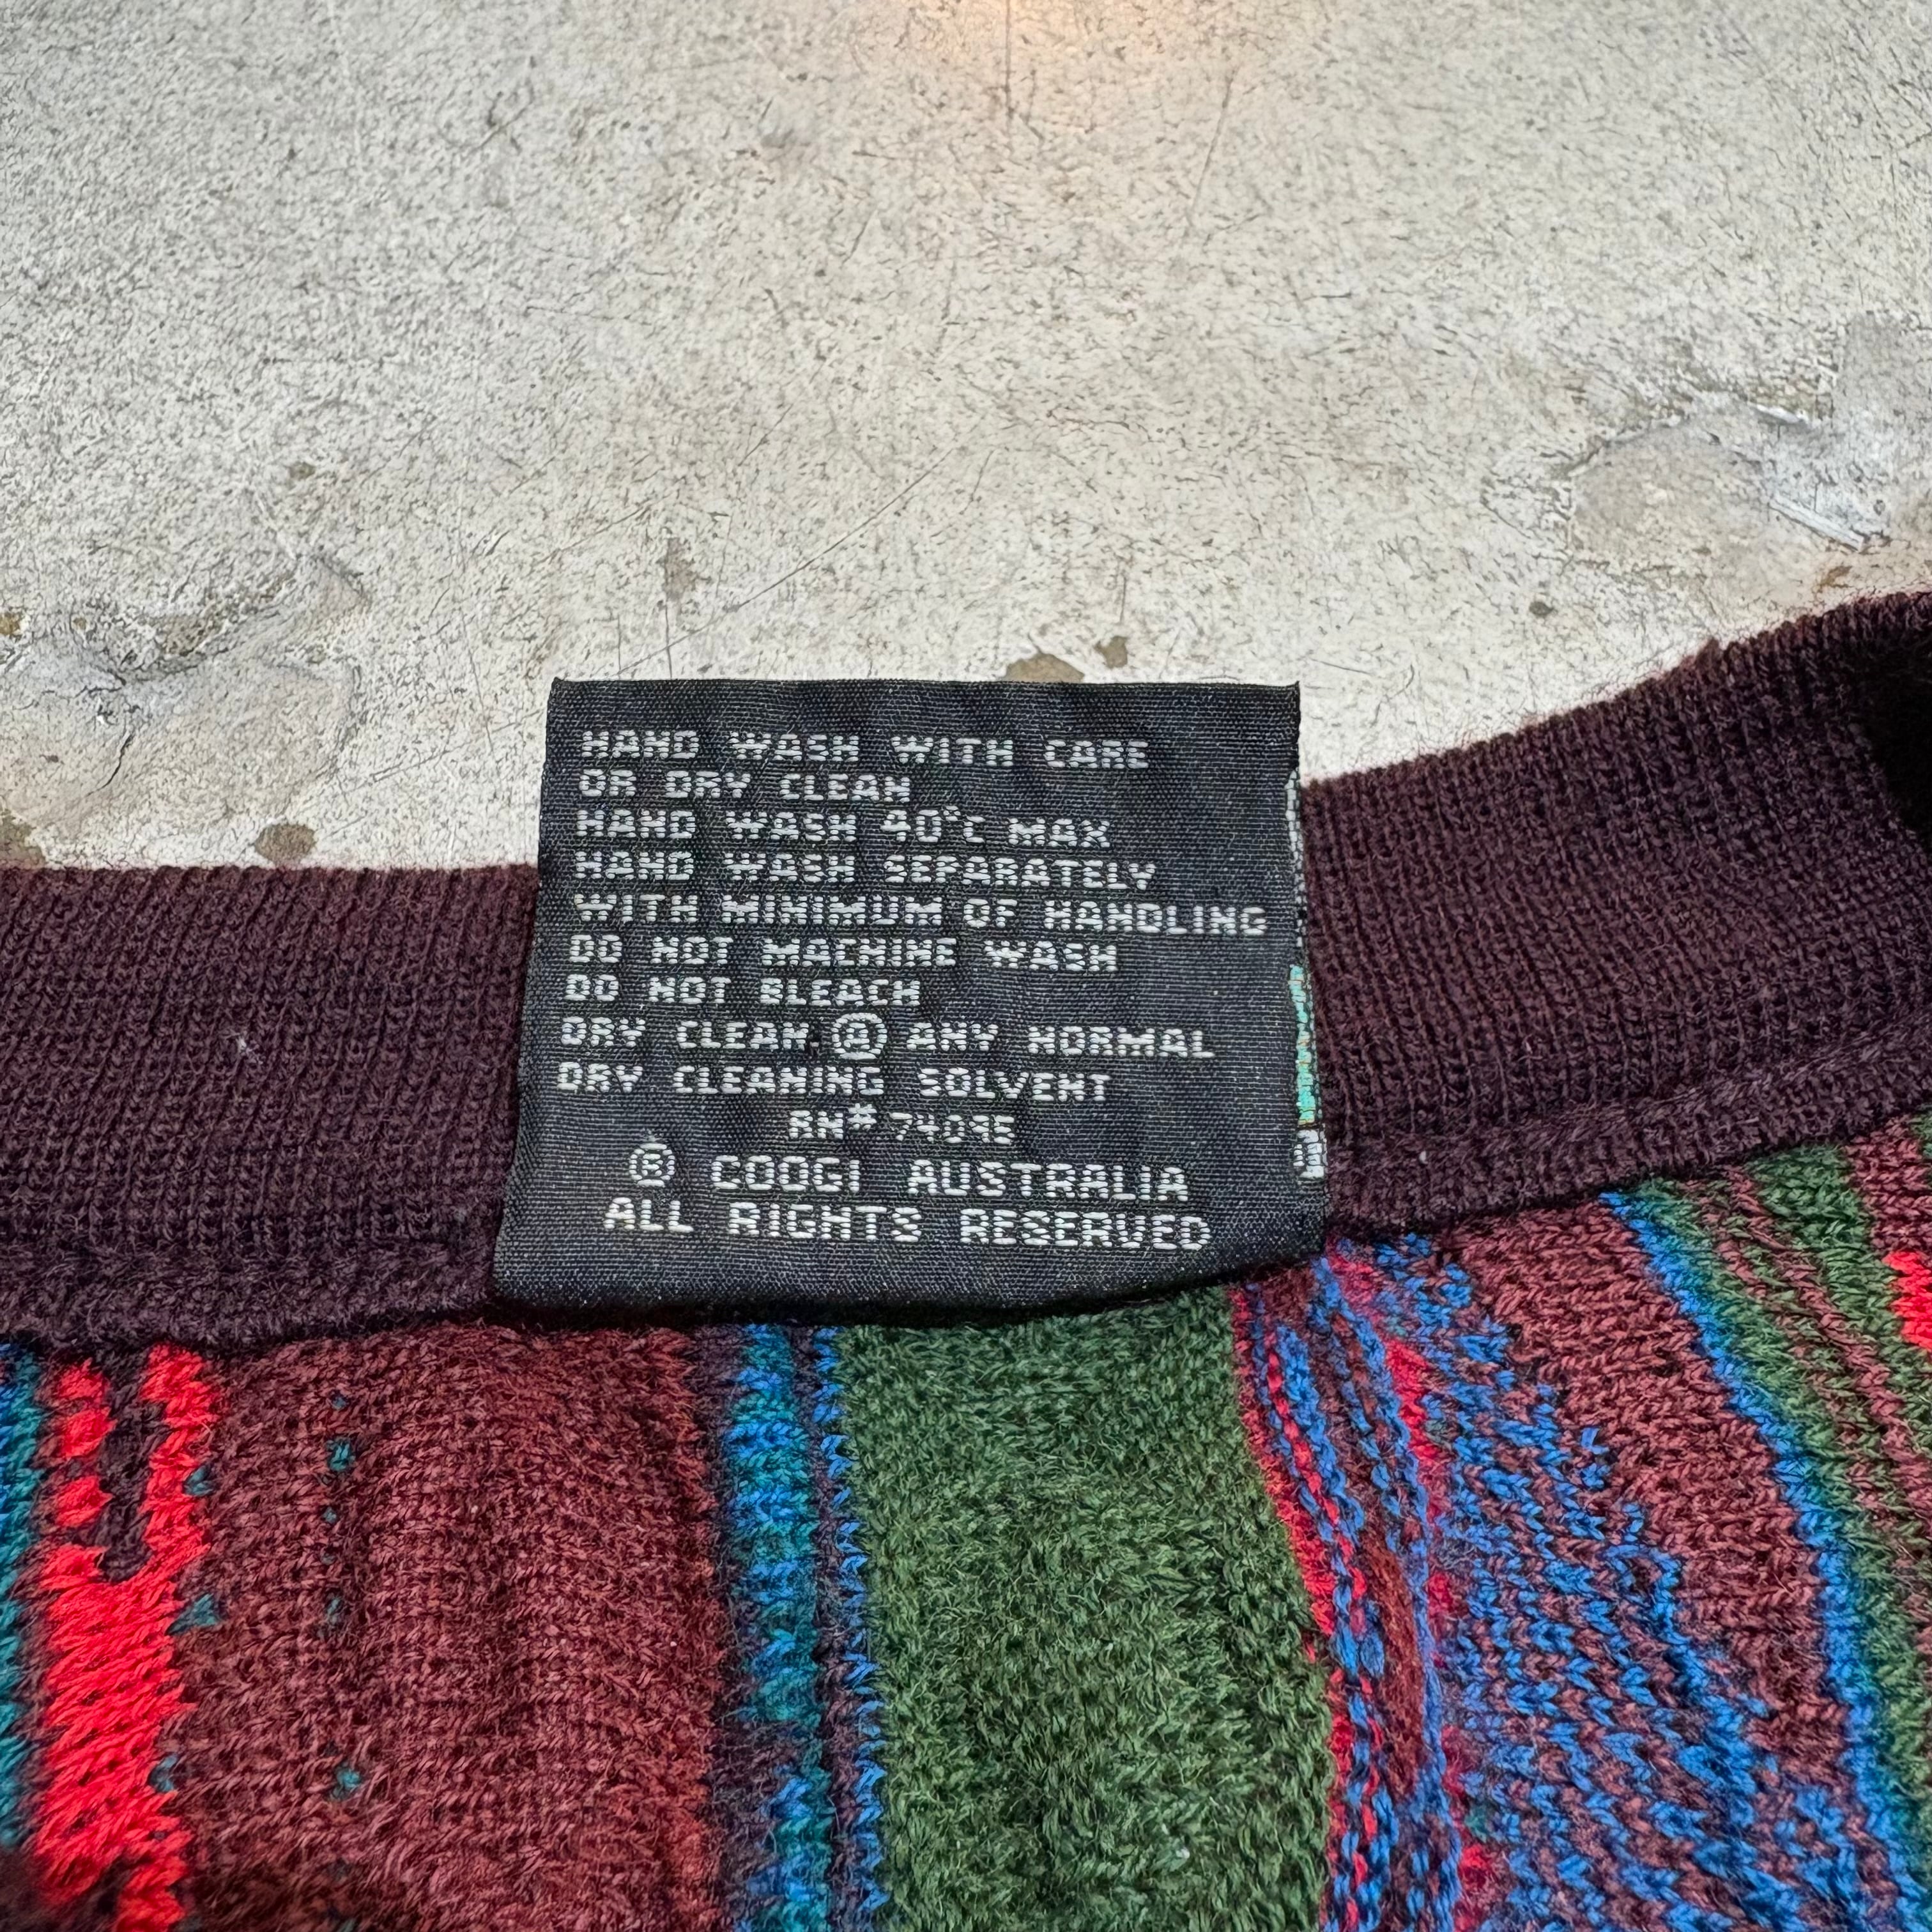 HAND WASH WITH CARE
OR DRY CLEAN
HAND WASH 40°C MAX
HAND WASH SEPARATELY
WITH MINIMUM OF HANDLING
DO NOT MACHINE WASH
DO NOT BLEACH
DRY CLEAN Ⓐ ANY NORMAL
DRY CLEANING SOLVENT
RN# 74095
® COOGI AUSTRALIA
ALL RIGHTS RESERVED